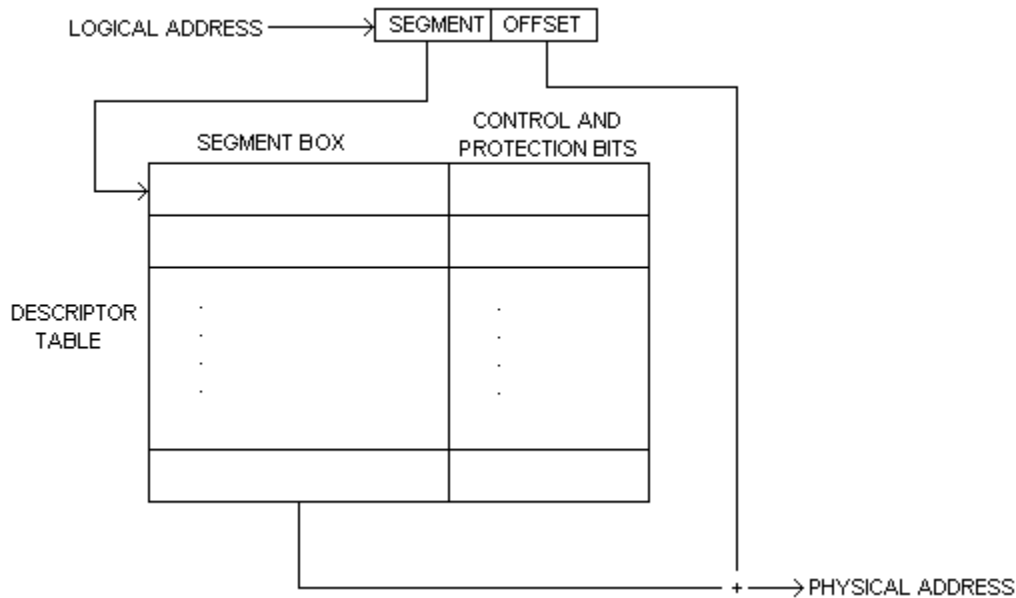 LOGICAL ADDRESS
SEGMENT OFFSET
SEGMENT BOX
CONTROL AND
PROTECTION BITS
DESCRIPTOR
TABLE
+
PHYSICAL ADDRESS